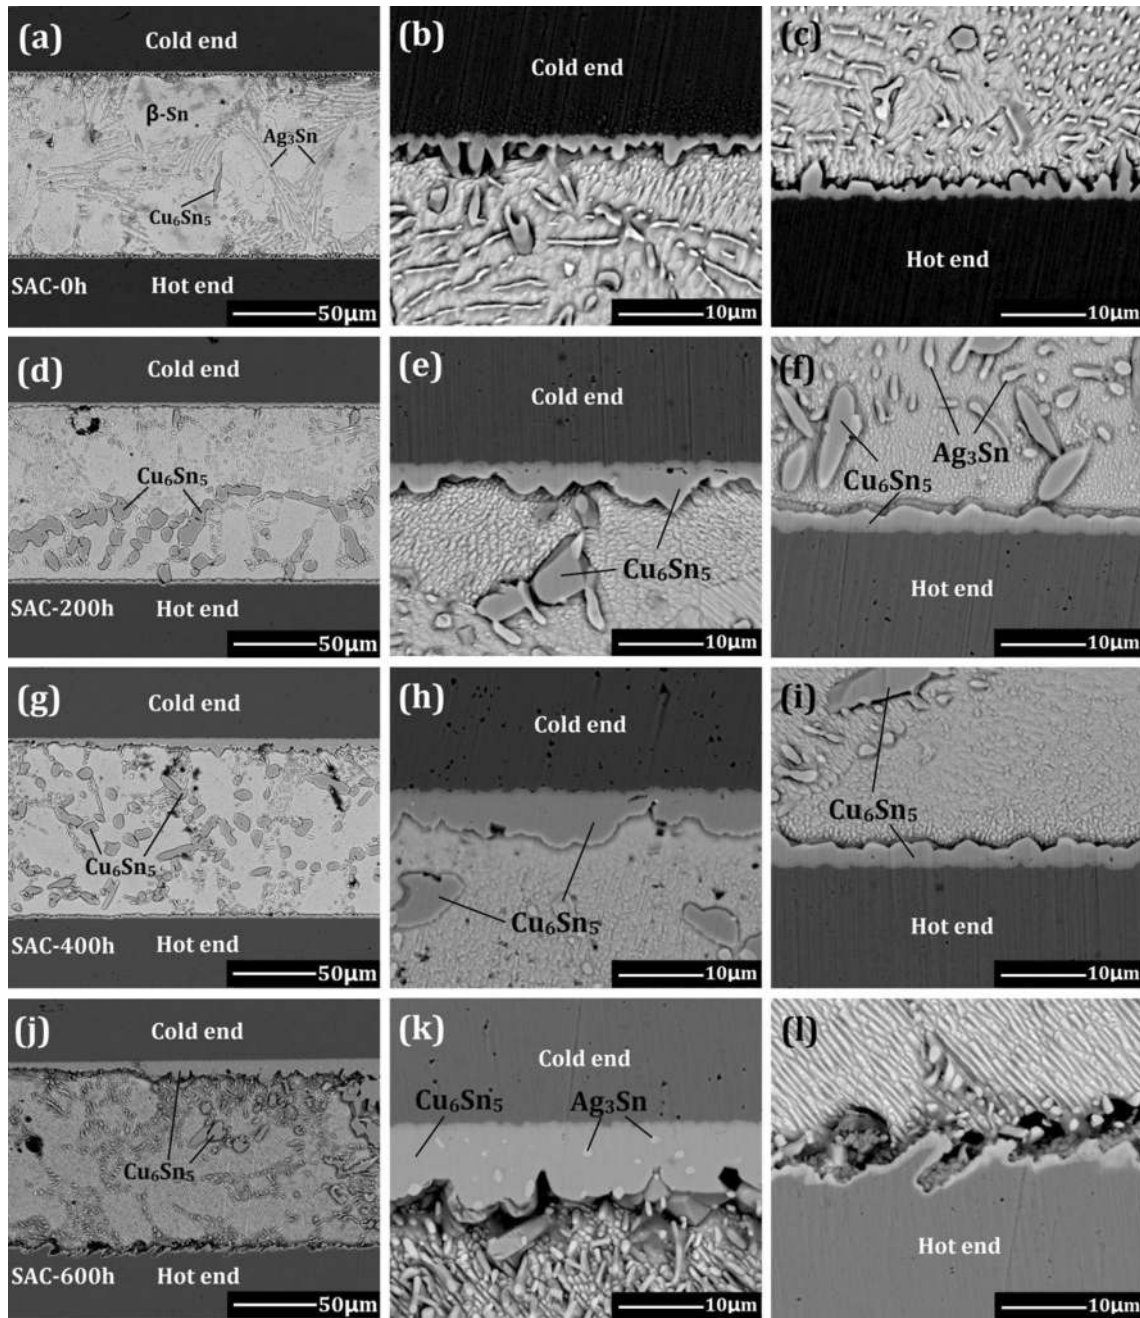 (a)
Cold end
β-Sn
Ag₃Sn
Cu₆Sn₅
SAC-0h
Hot end
50μm
(b)
Cold end
10μm
(c)
Hot end
10μm
(d)
Cold end
Cu₆Sn₅
SAC-200h
Hot end
50μm
(e)
Cold end
Cu₆Sn₅
10μm
(f)
Ag₃Sn
Cu₆Sn₅
Hot end
10μm
(g)
Cold end
Cu₆Sn₅
SAC-400h
Hot end
50μm
(h)
Cold end
Cu₆Sn₅
10μm
(i)
Cu₆Sn₅
Cu₆Sn₅
Hot end
10μm
(j)
Cold end
Cu₆Sn₅
Cu₆Sn₅
SAC-600h
Hot end
50μm
(k)
Cold end
Cu₆Sn₅
Ag₃Sn
10μm
(l)
Hot end
10μm